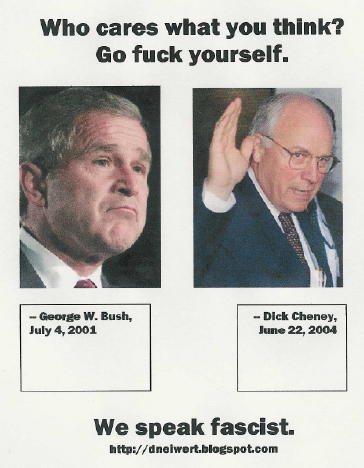 Who cares what you think?
Go fuck yourself.
-- George W. Bush,
July 4, 2001
-- Dick Cheney,
June 22, 2004
We speak fascist.
http://dneiwert.blogspot.com